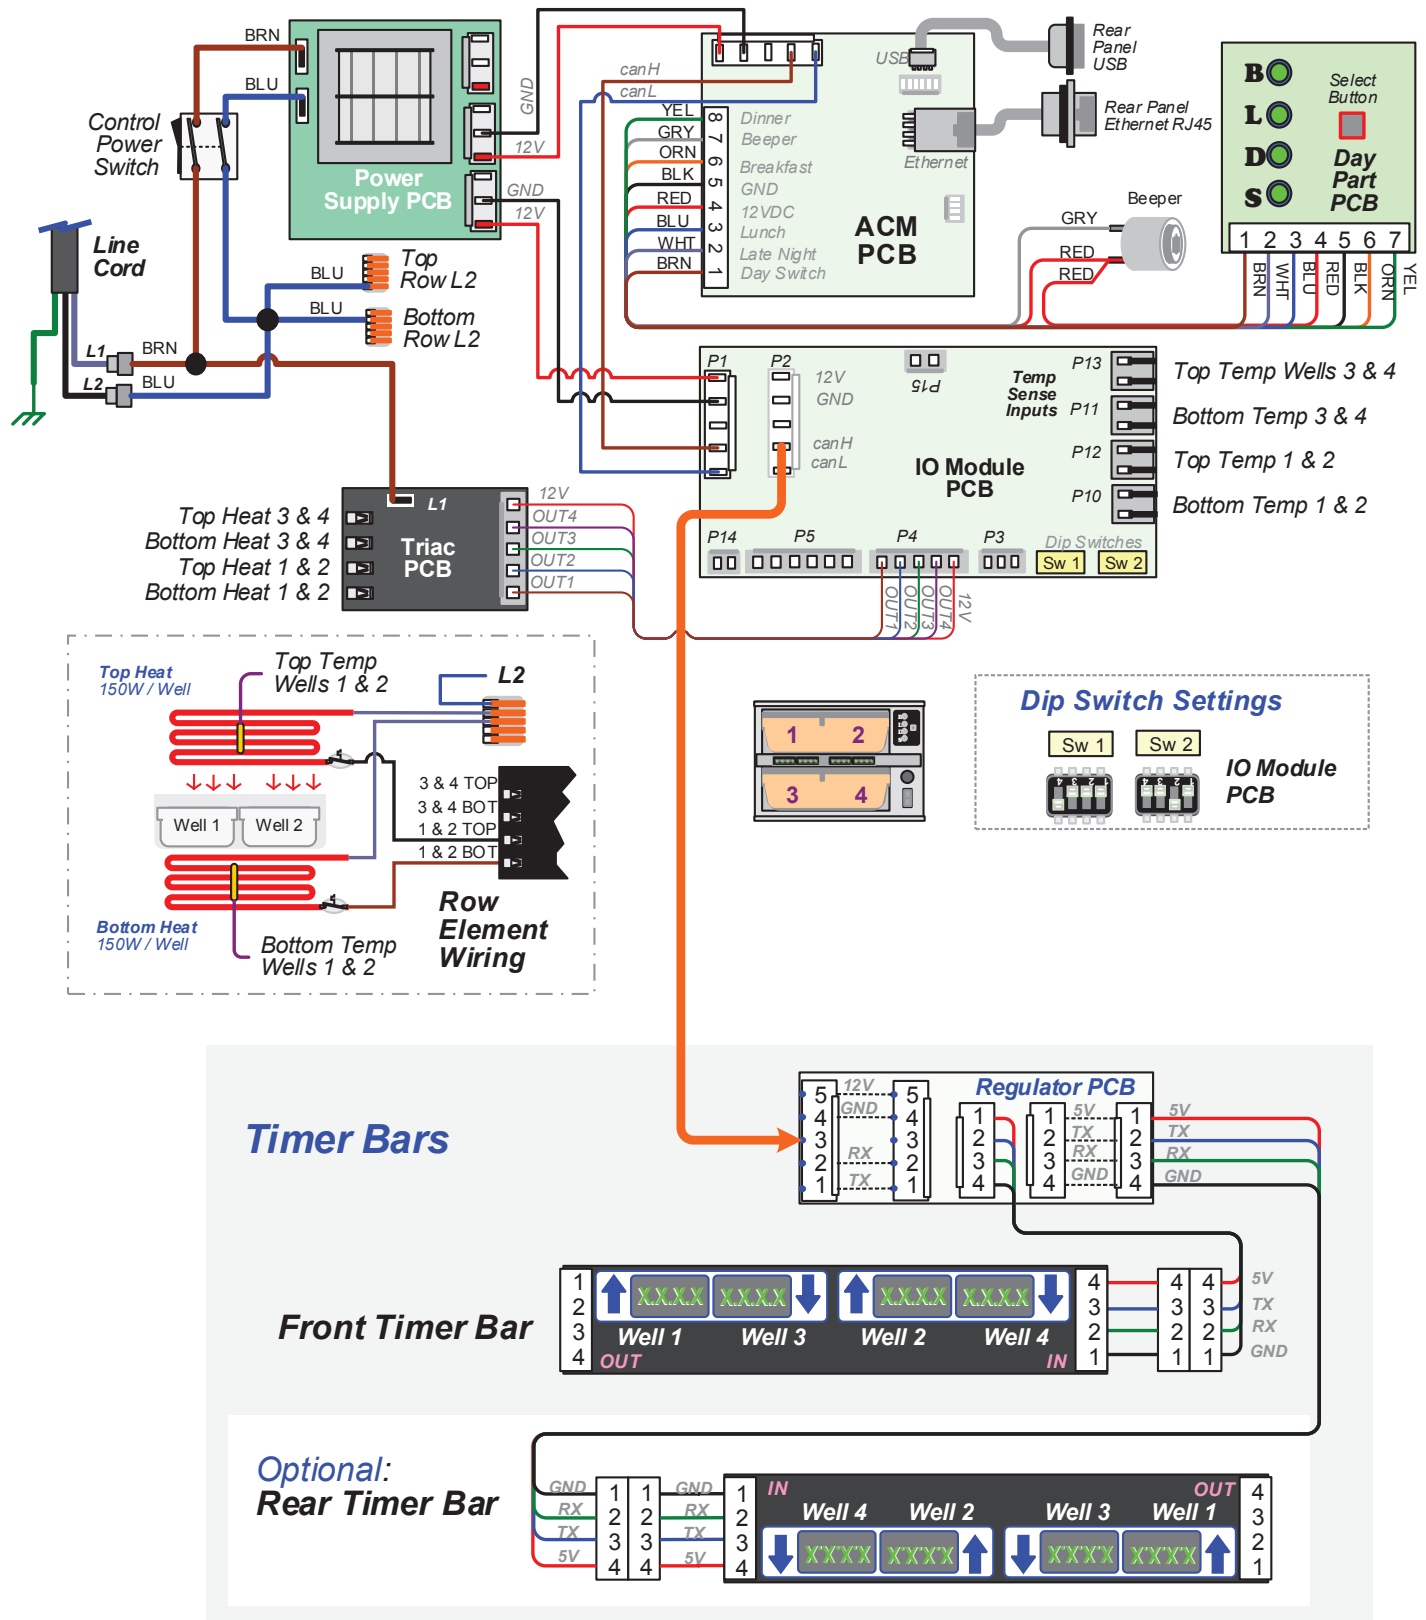 BRN
BLU
Control
Power
Switch
Power
Supply PCB
GND
12V
GND
12V
canH
canL
USB
Ethernet
Rear
Panel
USB
Rear Panel
Ethernet RJ45
YEL 8 Dinner
GRY 7 Beeper
ORN 6 Breakfast
BLK 5 GND
RED 4 12VDC
BLU 3 Lunch
WHT 2 Late Night
BRN 1 Day Switch
ACM
PCB
Beeper
GRY
RED
RED
B
L
D
S
Select
Button
Day
Part
PCB
1 2 3 4 5 6 7
BRN WHT BLU RED BLK ORN YEL
Line
Cord
BLU
Top
Row L2
BLU
Bottom
Row L2
L1
BRN
L2
BLU
P1
P2
12V
GND
canH
canL
P15
Temp
Sense
Inputs
P13
P11
P12
P10
Top Temp Wells 3 & 4
Bottom Temp 3 & 4
Top Temp 1 & 2
Bottom Temp 1 & 2
IO Module
PCB
P14
P5
P4
P3
Dip Switches
Sw 1
Sw 2
OUT1
OUT2
OUT3
OUT4
12V
Top Heat 3 & 4
Bottom Heat 3 & 4
Top Heat 1 & 2
Bottom Heat 1 & 2
L1
Triac
PCB
12V
OUT4
OUT3
OUT2
OUT1
Top Heat
150W / Well
Top Temp
Wells 1 & 2
L2
Well 1
Well 2
3 & 4 TOP
3 & 4 BOT
1 & 2 TOP
1 & 2 BOT
Bottom Heat
150W / Well
Bottom Temp
Wells 1 & 2
Row
Element
Wiring
1 2
3 4
Dip Switch Settings
Sw 1
Sw 2
4 3 2 1
4 3 2 1
IO Module
PCB
Timer Bars
Regulator PCB
5 12V 5
4 GND 4
3 3
2 RX 2
1 TX 1
1
2
3
4
1 5V 1
2 TX 2
3 RX 3
4 GND 4
5V
TX
RX
GND
Front Timer Bar
1
2
3
4
X.X.X.X X.X.X.X X.X.X.X X.X.X.X
Well 1 Well 3 Well 2 Well 4
OUT
IN
4 4 4 5V
3 3 3 TX
2 2 2 RX
1 1 1 GND
Optional:
Rear Timer Bar
GND 1 1 GND 1
RX 2 2 RX 2
TX 3 3 TX 3
5V 4 4 5V 4
IN
OUT
Well 4 Well 2 Well 3 Well 1
X.X.X.X X.X.X.X X.X.X.X X.X.X.X
4
3
2
1